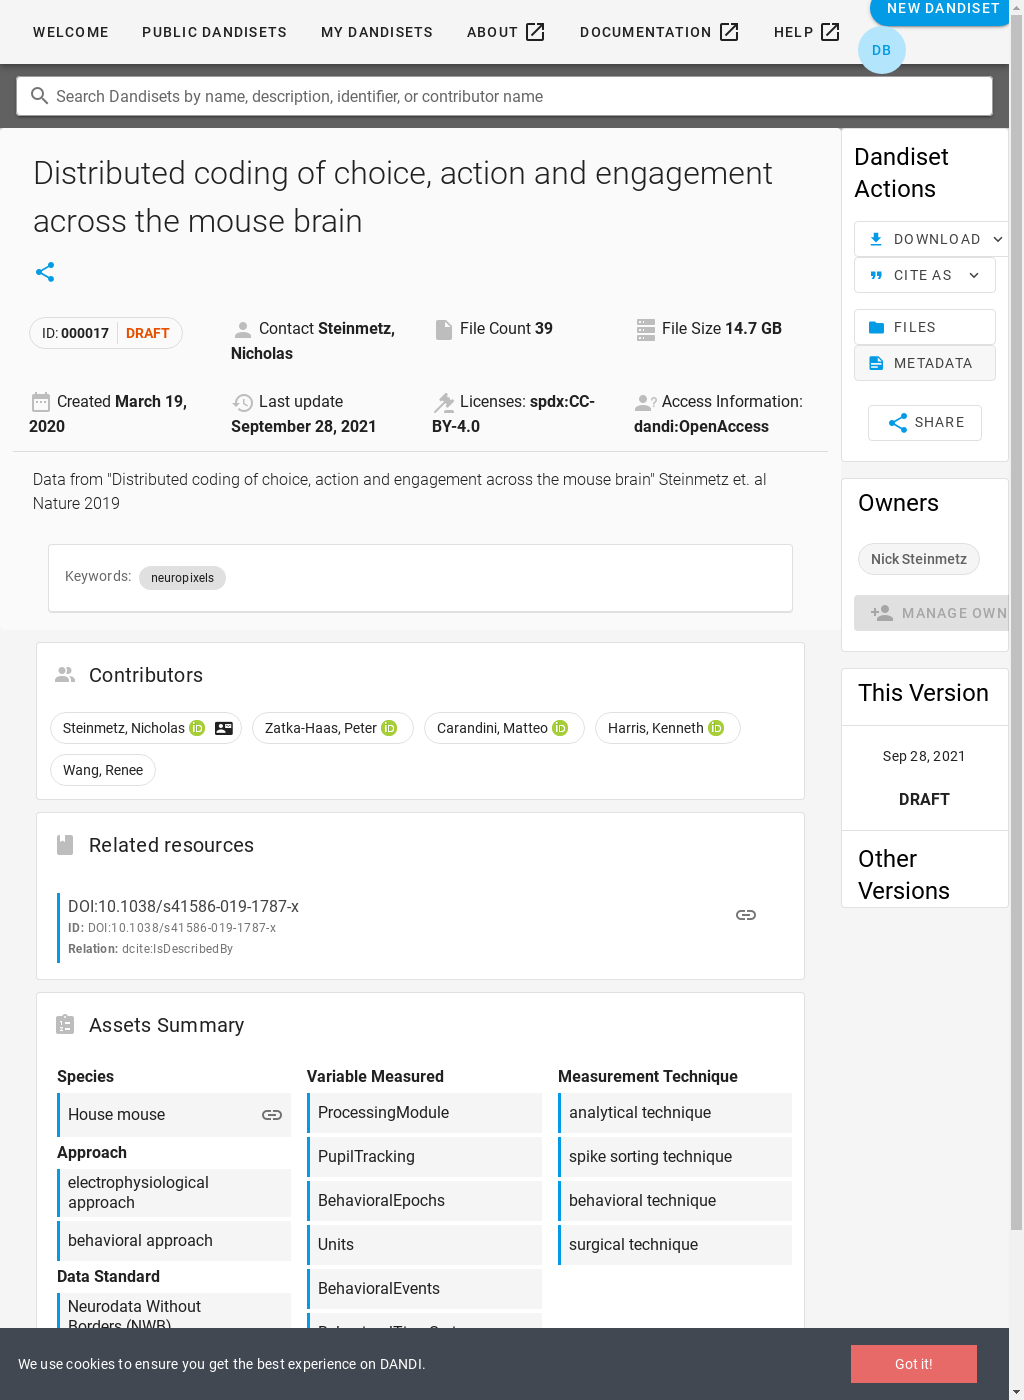 WELCOME
PUBLIC DANDISETS
MY DANDISETS
ABOUT
DOCUMENTATION
HELP
NEW DANDISET
DB
Search Dandisets by name, description, identifier, or contributor name
Distributed coding of choice, action and engagement
across the mouse brain
ID: 000017 DRAFT
Contact Steinmetz,
Nicholas
File Count 39
File Size 14.7 GB
Created March 19,
2020
Last update
September 28, 2021
Licenses: spdx:CC-
BY-4.0
Access Information:
dandi:OpenAccess
Data from "Distributed coding of choice, action and engagement across the mouse brain" Steinmetz et. al
Nature 2019
Keywords: neuropixels
Contributors
Steinmetz, Nicholas
Zatka-Haas, Peter
Carandini, Matteo
Harris, Kenneth
Wang, Renee
Related resources
DOI:10.1038/s41586-019-1787-x
ID: DOI:10.1038/s41586-019-1787-x
Relation: dcite:IsDescribedBy
Assets Summary
Species
House mouse
Approach
electrophysiological
approach
behavioral approach
Data Standard
Neurodata Without
Borders (NWB)
Variable Measured
ProcessingModule
PupilTracking
BehavioralEpochs
Units
BehavioralEvents
Measurement Technique
analytical technique
spike sorting technique
behavioral technique
surgical technique
Dandiset
Actions
DOWNLOAD
CITE AS
FILES
METADATA
SHARE
Owners
Nick Steinmetz
MANAGE OWN
This Version
Sep 28, 2021
DRAFT
Other
Versions
We use cookies to ensure you get the best experience on DANDI.
Got it!